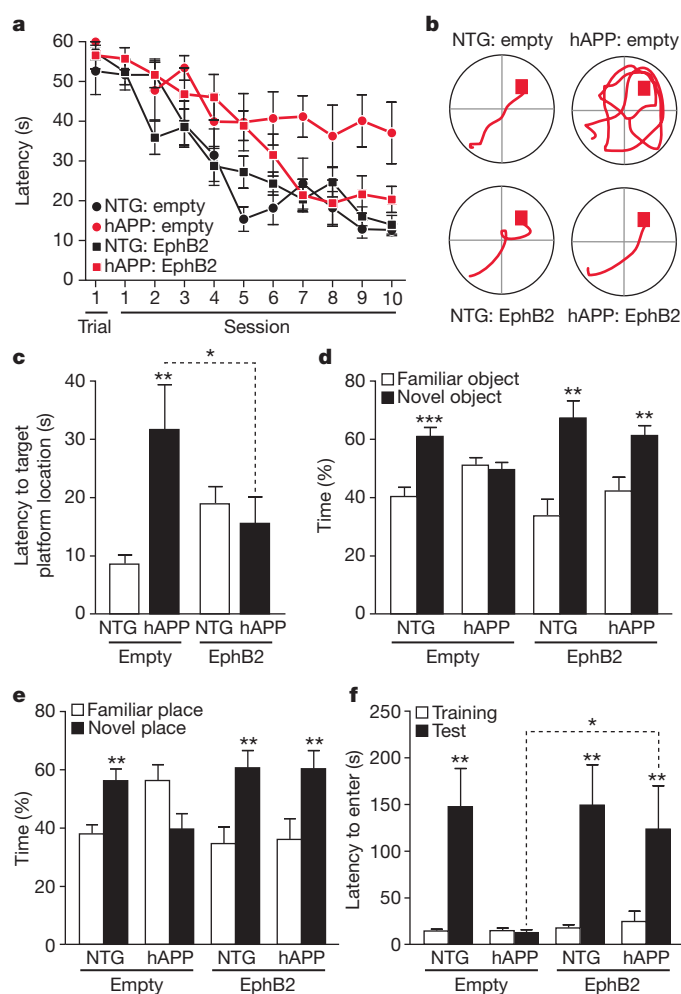 a
60
50
40
30
20
10
0
Latency (s)
NTG: empty
hAPP: empty
NTG: EphB2
hAPP: EphB2
1 1 2 3 4 5 6 7 8 9 10
Trial Session
b
NTG: empty hAPP: empty
NTG: EphB2 hAPP: EphB2
c
40
30
20
10
0
Latency to target
platform location (s)
**
*
NTG hAPP NTG hAPP
Empty EphB2
d
Familiar object
Novel object
80
60
40
20
0
Time (%)
***
**
**
NTG hAPP NTG hAPP
Empty EphB2
e
Familiar place
Novel place
80
60
40
20
0
Time (%)
**
**
**
NTG hAPP NTG hAPP
Empty EphB2
f
Training
Test
250
200
150
100
50
0
Latency to enter (s)
**
**
*
**
NTG hAPP NTG hAPP
Empty EphB2